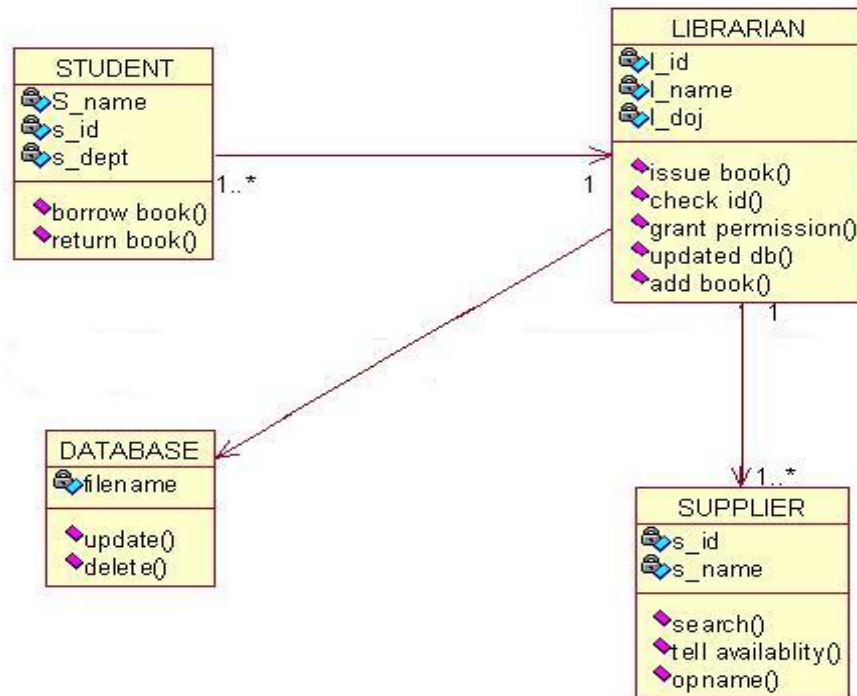 STUDENT
S_name
s_id
s_dept
borrow book()
return book()
1..*
1
LIBRARIAN
l_id
l_name
l_doj
issue book()
check id()
grant permission()
updated db()
add book()
1
1
DATABASE
filename
update()
delete()
1..*
SUPPLIER
s_id
s_name
search()
tell availablity()
opname()